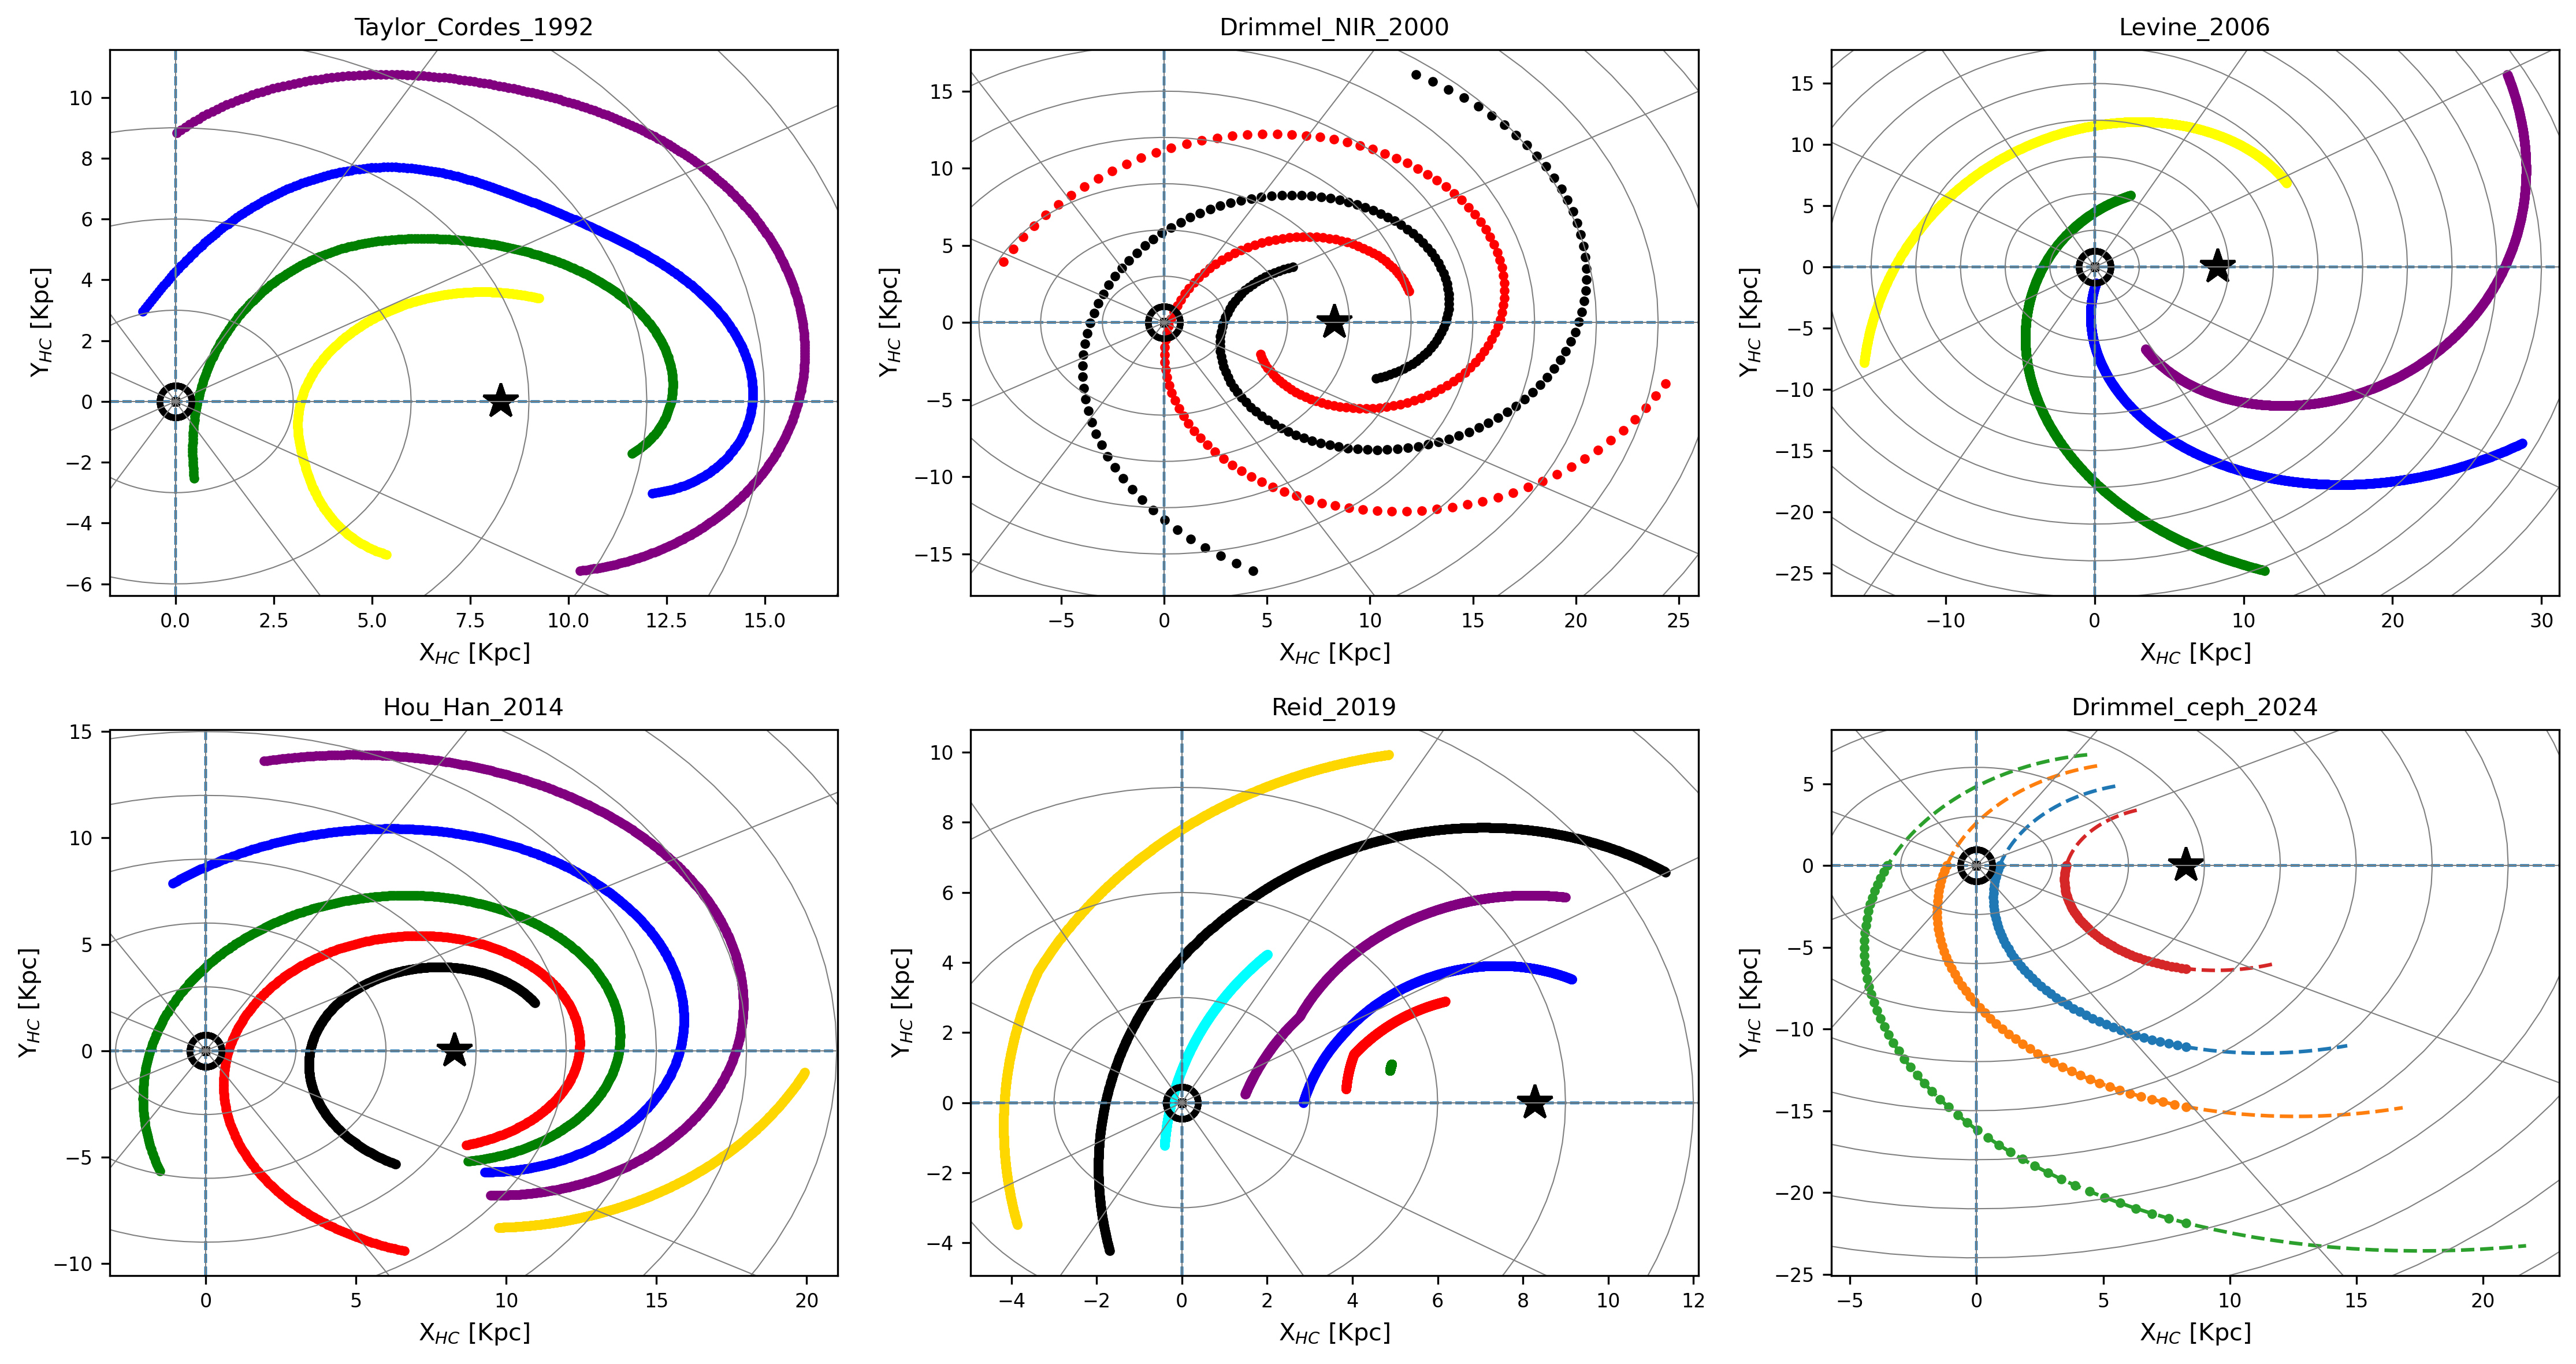 Taylor_Cordes_1992
10
8
6
4
2
0
−2
−4
−6
Y_HC [Kpc]
0.0 2.5 5.0 7.5 10.0 12.5 15.0
X_HC [Kpc]
Drimmel_NIR_2000
15
10
5
0
−5
−10
−15
Y_HC [Kpc]
−5 0 5 10 15 20 25
X_HC [Kpc]
Levine_2006
15
10
5
0
−5
−10
−15
−20
−25
Y_HC [Kpc]
−10 0 10 20 30
X_HC [Kpc]
Hou_Han_2014
15
10
5
0
−5
−10
Y_HC [Kpc]
0 5 10 15 20
X_HC [Kpc]
Reid_2019
10
8
6
4
2
0
−2
−4
Y_HC [Kpc]
−4 −2 0 2 4 6 8 10 12
X_HC [Kpc]
Drimmel_ceph_2024
5
0
−5
−10
−15
−20
−25
Y_HC [Kpc]
−5 0 5 10 15 20
X_HC [Kpc]